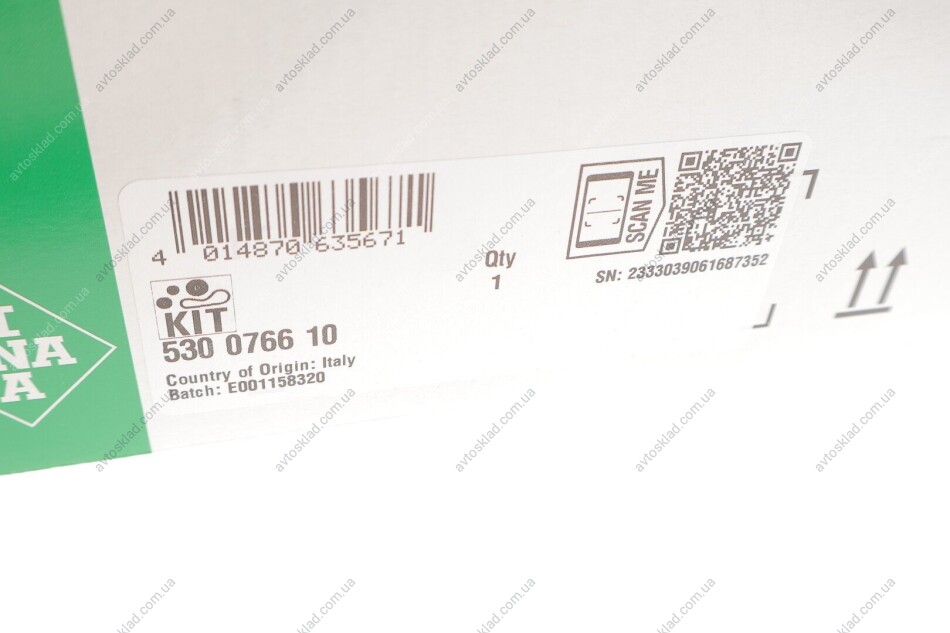 4 014870 635671
SCAN ME
SN: 2333039061687352
Qty
1
KIT
530 0766 10
Country of Origin: Italy
Batch: E001158320
I
NA
A
avtosklad.com.ua